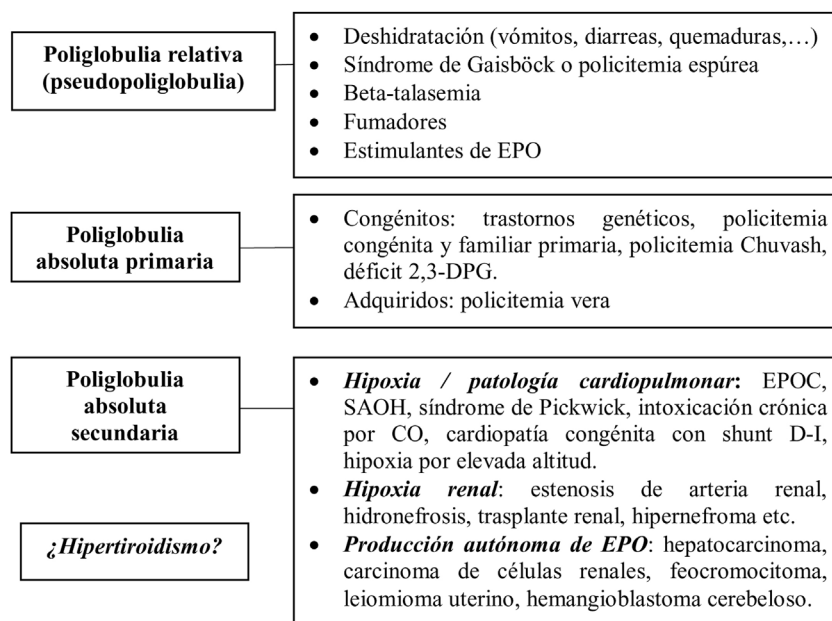 Poliglobulia relativa
(pseudopoliglobulia)
• Deshidratación (vómitos, diarreas, quemaduras,…)
• Síndrome de Gaisböck o policitemia espúrea
• Beta-talasemia
• Fumadores
• Estimulantes de EPO
Poliglobulia
absoluta primaria
• Congénitos: trastornos genéticos, policitemia
congénita y familiar primaria, policitemia Chuvash,
déficit 2,3-DPG.
• Adquiridos: policitemia vera
Poliglobulia
absoluta
secundaria
• Hipoxia / patología cardiopulmonar: EPOC,
SAOH, síndrome de Pickwick, intoxicación crónica
por CO, cardiopatía congénita con shunt D-I,
hipoxia por elevada altitud.
• Hipoxia renal: estenosis de arteria renal,
hidronefrosis, trasplante renal, hipernefroma etc.
• Producción autónoma de EPO: hepatocarcinoma,
carcinoma de células renales, feocromocitoma,
leiomioma uterino, hemangioblastoma cerebeloso.
¿Hipertiroidismo?